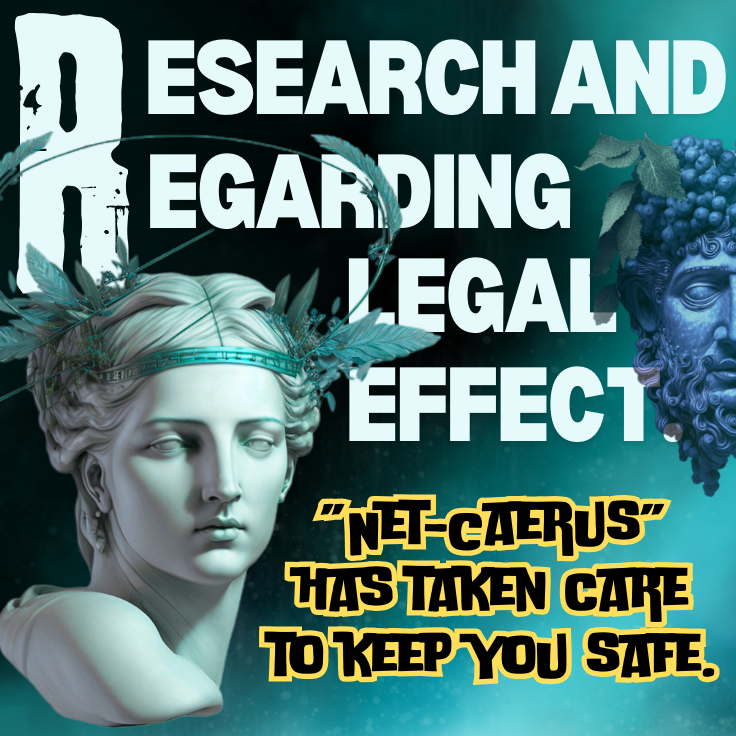 RESEARCH AND
REGARDING
LEGAL
EFFECT.
"NET-CAERUS"
HAS TAKEN CARE
TO KEEP YOU SAFE.